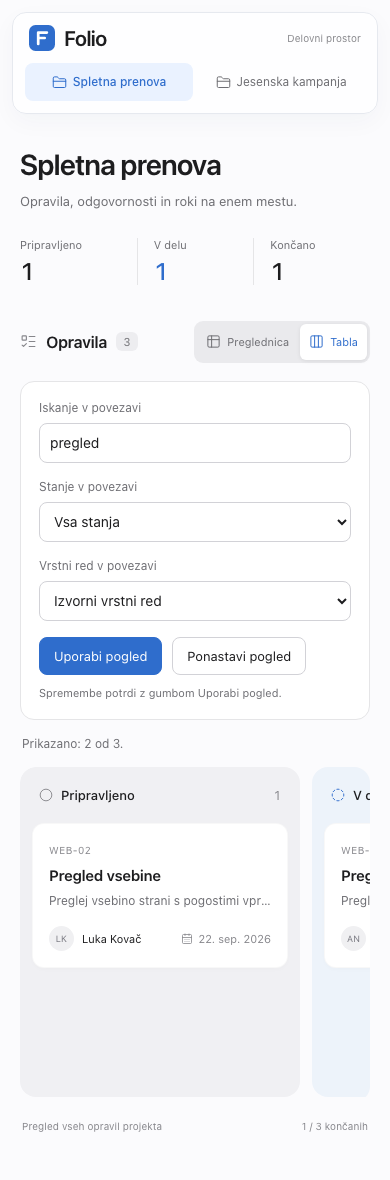 Folio
Delovni prostor
Spletna prenova
Jesenska kampanja
Spletna prenova
Opravila, odgovornosti in roki na enem mestu.
Pripravljeno
1
V delu
1
Končano
1
Opravila 3
Preglednica
Tabla
Iskanje v povezavi
pregled
Stanje v povezavi
Vsa stanja
Vrstni red v povezavi
Izvorni vrstni red
Uporabi pogled
Ponastavi pogled
Spremembe potrdi z gumbom Uporabi pogled.
Prikazano: 2 od 3.
Pripravljeno 1
WEB-02
Pregled vsebine
Preglej vsebino strani s pogostimi vpr…
LK Luka Kovač 22. sep. 2026
V
WEB-
AN
Pregled vseh opravil projekta
1 / 3 končanih